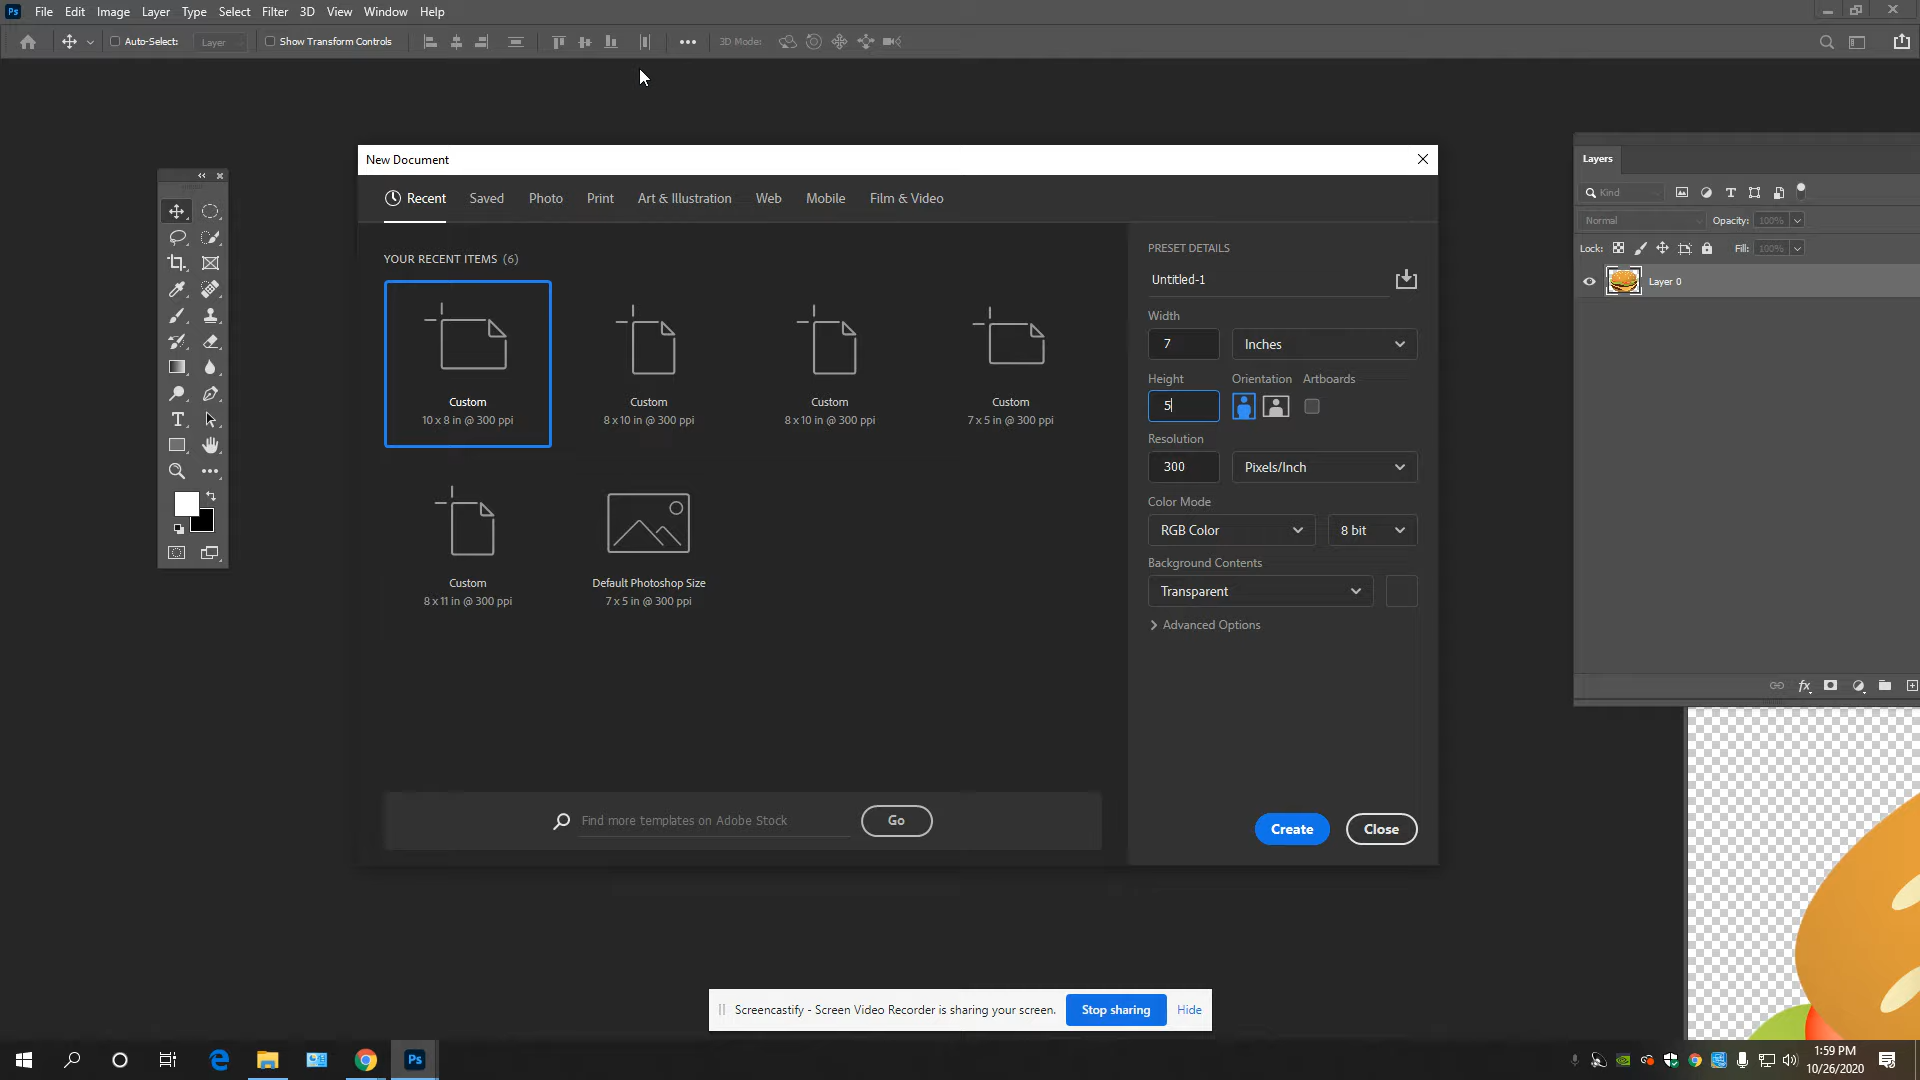 Ps File Edit Image Layer Type Select Filter 3D View Window Help
Auto-Select: Layer Show Transform Controls 3D Mode:
New Document
Recent Saved Photo Print Art & Illustration Web Mobile Film & Video
YOUR RECENT ITEMS (6)
Custom
10 x 8 in @ 300 ppi
Custom
8 x 10 in @ 300 ppi
Custom
8 x 10 in @ 300 ppi
Custom
7 x 5 in @ 300 ppi
Custom
8 x 11 in @ 300 ppi
Default Photoshop Size
7 x 5 in @ 300 ppi
Find more templates on Adobe Stock Go
PRESET DETAILS
Untitled-1
Width
7 Inches
Height Orientation Artboards
5
Resolution
300 Pixels/Inch
Color Mode
RGB Color 8 bit
Background Contents
Transparent
Advanced Options
Create Close
Layers
Kind
Normal Opacity: 100%
Lock: Fill: 100%
Layer 0
fx
Screencastify - Screen Video Recorder is sharing your screen. Stop sharing Hide
Ps
1:59 PM
10/26/2020